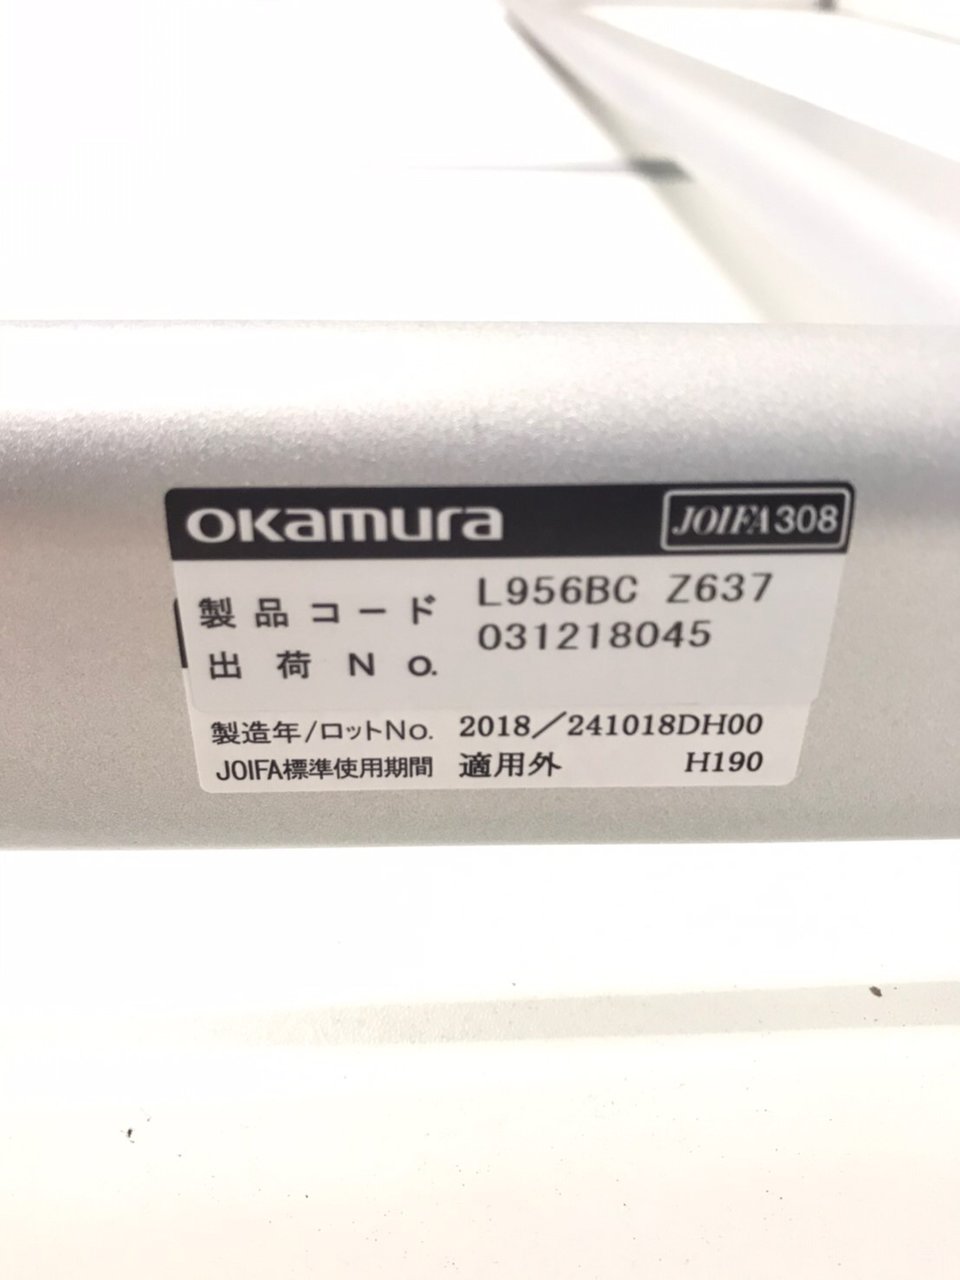 okamura JOIFA308
製品コード L956BC Z637
出荷No. 031218045
製造年/ロットNo. 2018/241018DH00
JOIFA標準使用期間 適用外 H190